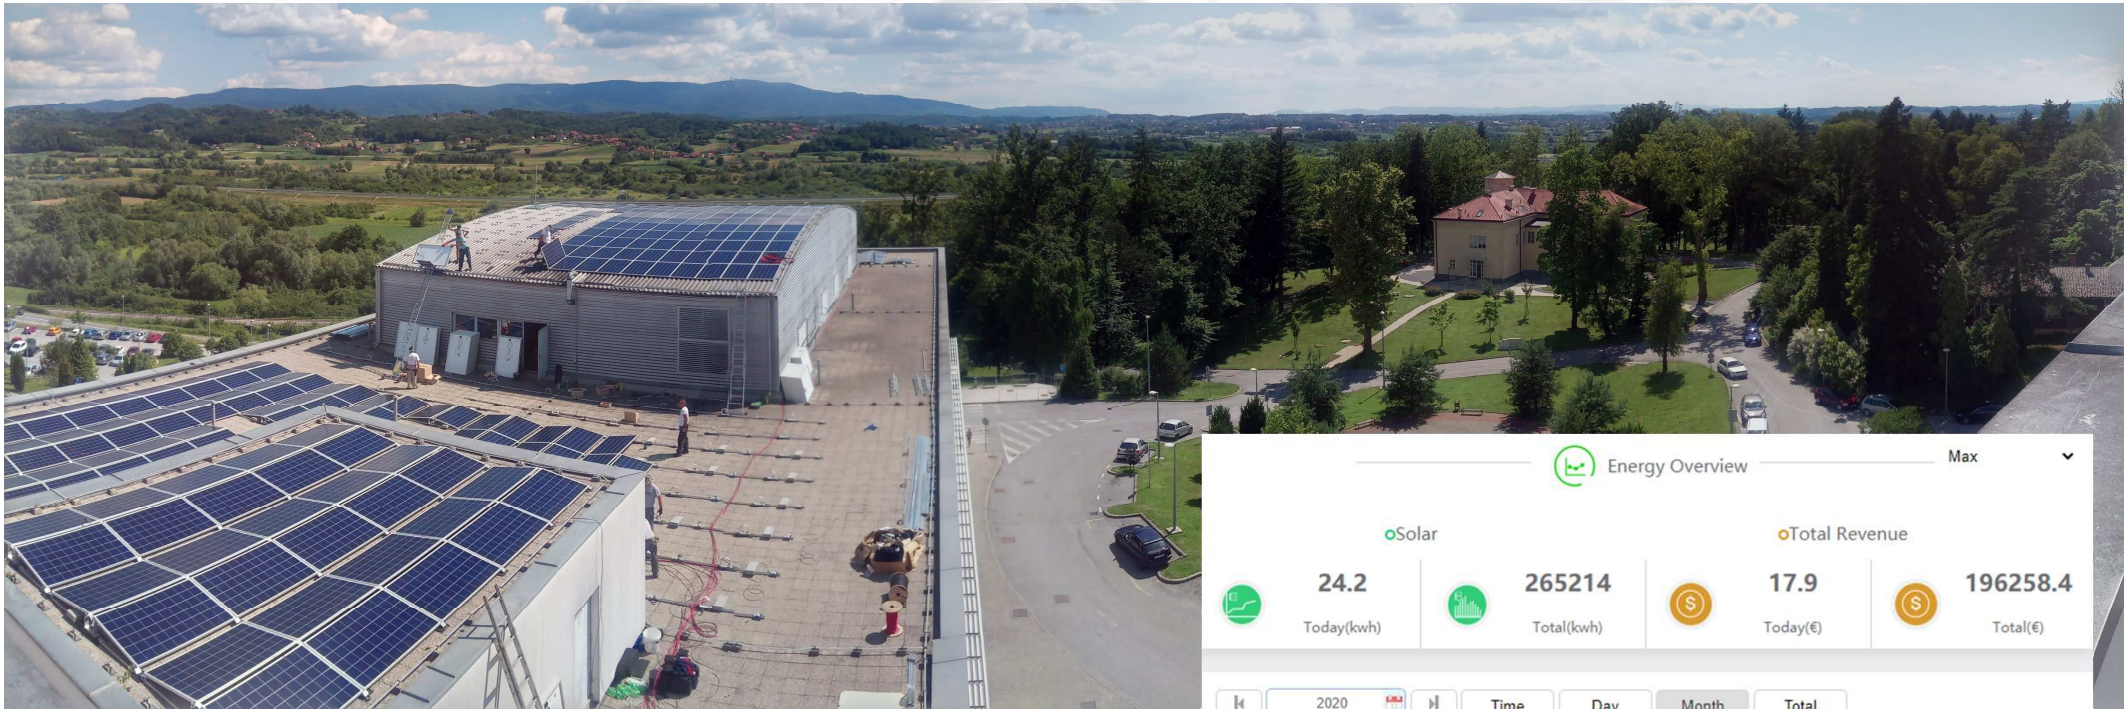 Energy Overview
Max
Solar
Total Revenue
24.2
265214
17.9
196258.4
Today(kwh)
Total(kwh)
Today(€)
Total(€)
2020
Time
Day
Month
Total